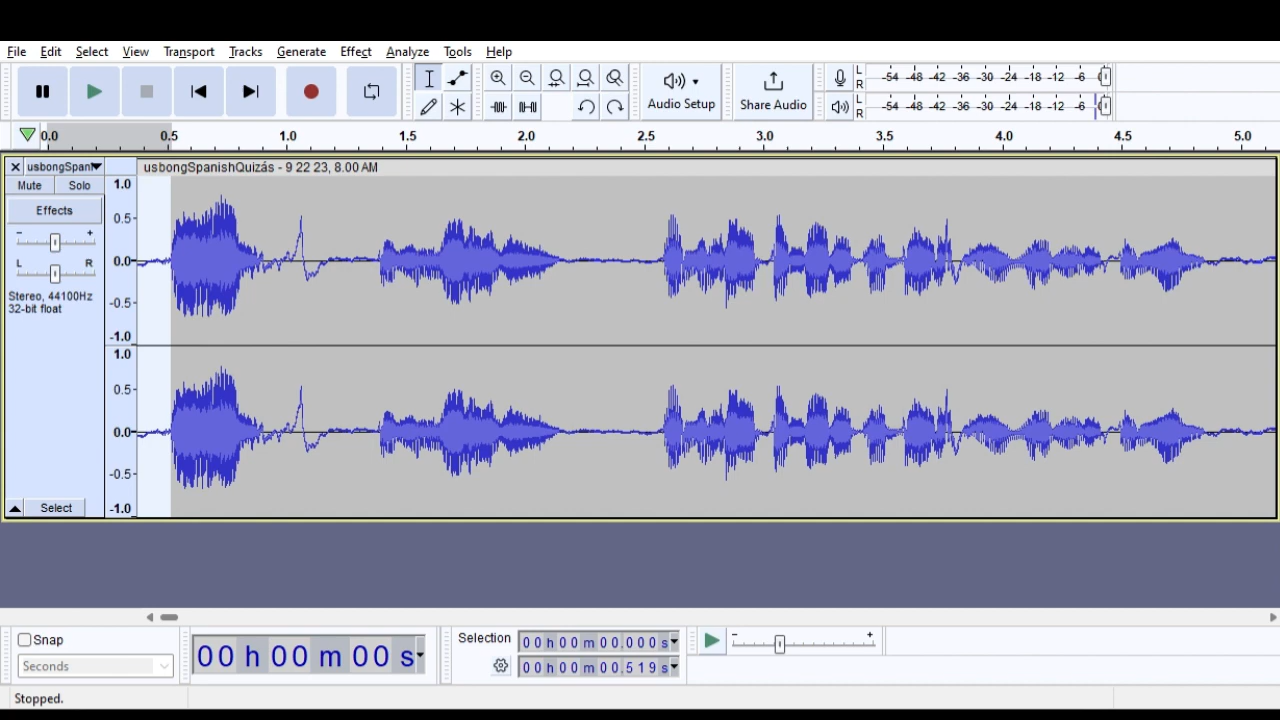 File Edit Select View Transport Tracks Generate Effect Analyze Tools Help
Audio Setup
Share Audio
L -54 -48 -42 -36 -30 -24 -18 -12 -6
R
L -54 -48 -42 -36 -30 -24 -18 -12 -6
R
0.0 0.5 1.0 1.5 2.0 2.5 3.0 3.5 4.0 4.5 5.0
usbongSpani
usbongSpanishQuizás - 9 22 23, 8.00 AM
Mute Solo
Effects
- +
L R
Stereo, 44100Hz
32-bit float
Select
1.0
0.5
0.0
-0.5
-1.0
1.0
0.5
0.0
-0.5
-1.0
Snap
Seconds
00 h 00 m 00 s
Selection
00 h 00 m 00.000 s
00 h 00 m 00.519 s
- +
Stopped.